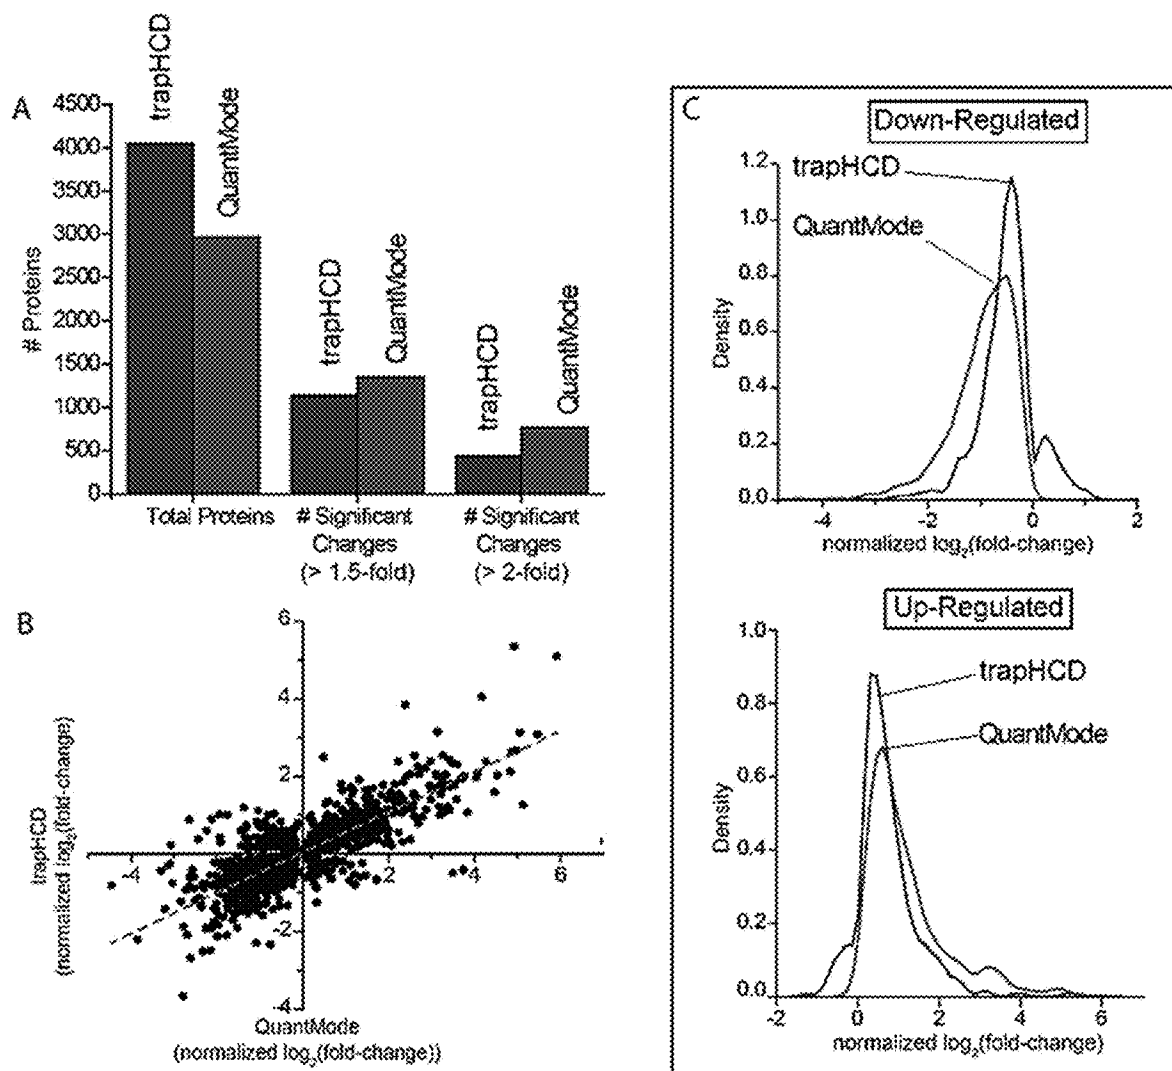 A
trapHCD
QuantMode
trapHCD
QuantMode
trapHCD
QuantMode
# Proteins
4500
4000
3500
3000
2500
2000
1500
1000
500
0
Total Proteins
# Significant
Changes
(> 1.5-fold)
# Significant
Changes
(> 2-fold)
B
trapHCD
(normalized log2(fold-change)
6
4
2
-2
-4
-4
2
4
6
QuantMode
(normalized log2(fold-change))
C
Down-Regulated
trapHCD
QuantMode
Density
1.2
1.0
0.8
0.6
0.4
0.2
0.0
-4
-2
0
2
normalized log2(fold-change)
Up-Regulated
trapHCD
QuantMode
Density
1.0
0.8
0.6
0.4
0.2
0.0
-2
0
2
4
6
normalized log2(fold-change)